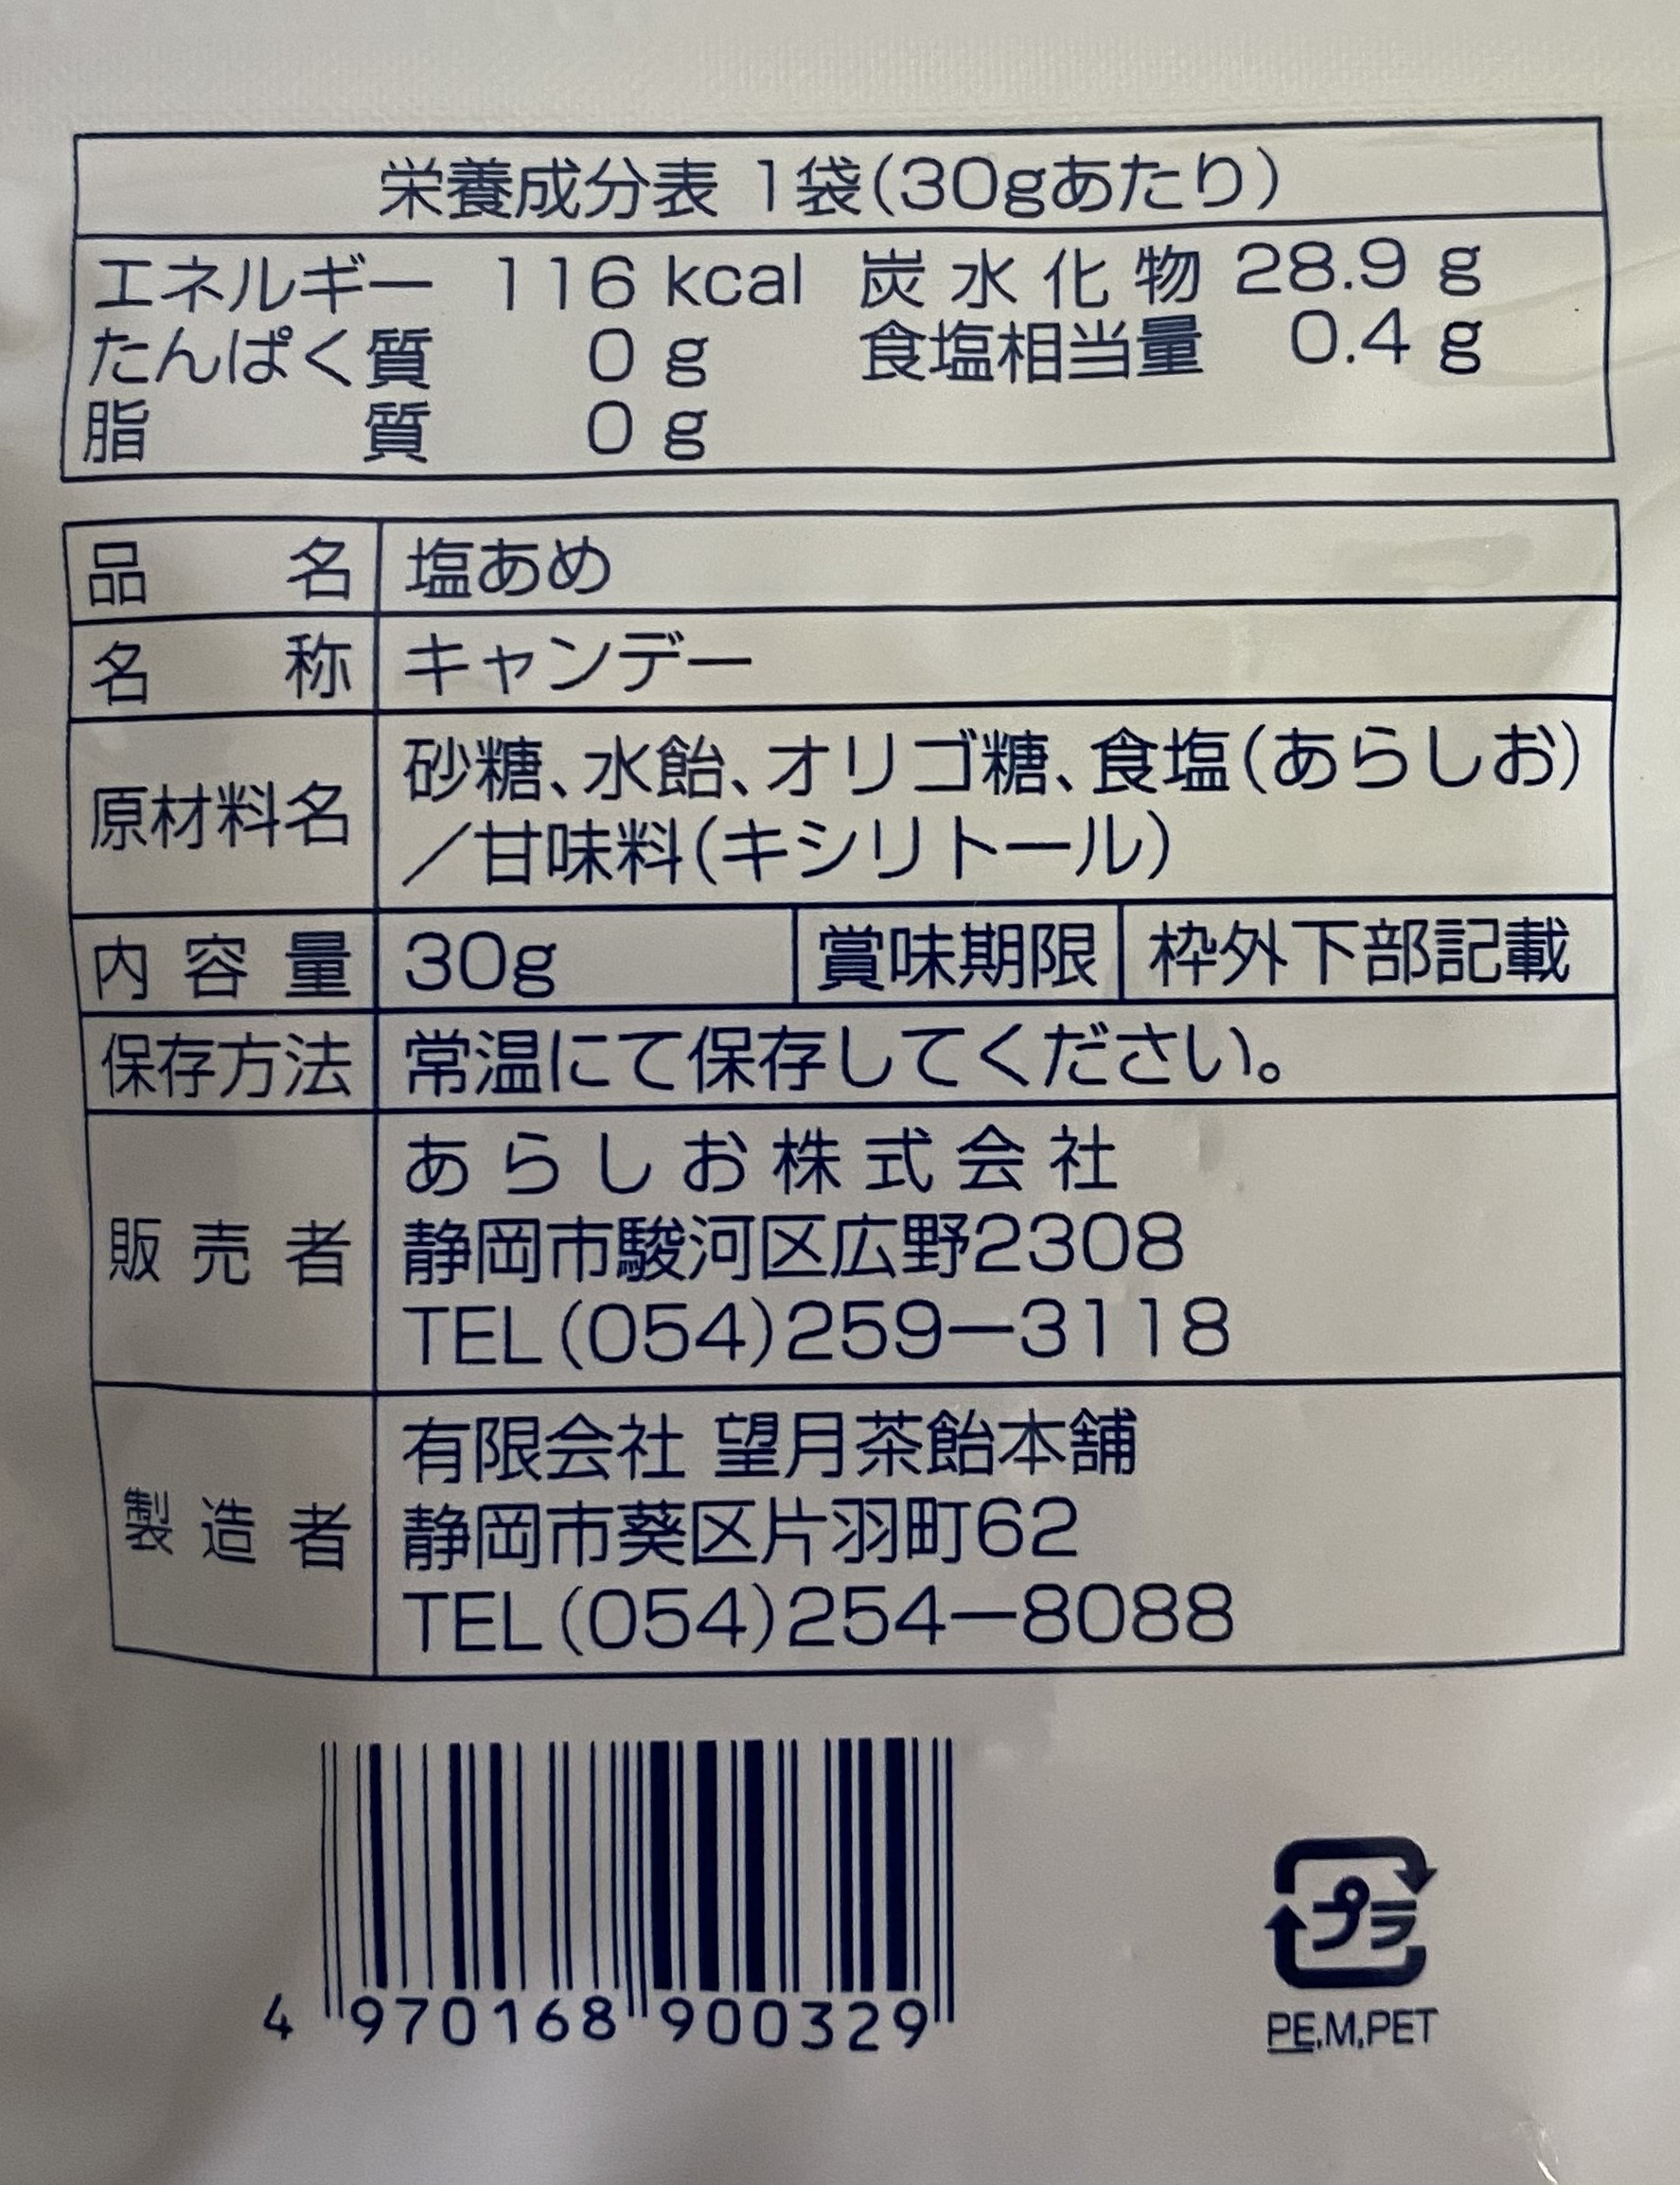 栄養成分表 1袋(30gあたり)
エネルギー 116 kcal 炭水化物 28.9 g
たんぱく質 0 g 食塩相当量 0.4 g
脂質 0 g
品名 塩あめ
名称 キャンデー
原材料名 砂糖、水飴、オリゴ糖、食塩(あらしお)
/甘味料(キシリトール)
内容量 30g 賞味期限 枠外下部記載
保存方法 常温にて保存してください。
販売者 あらしお株式会社
静岡市駿河区広野2308
TEL(054)259-3118
製造者 有限会社 望月茶飴本舗
静岡市葵区片羽町62
TEL(054)254-8088
4 970168 900329
プラ
PE,M,PET